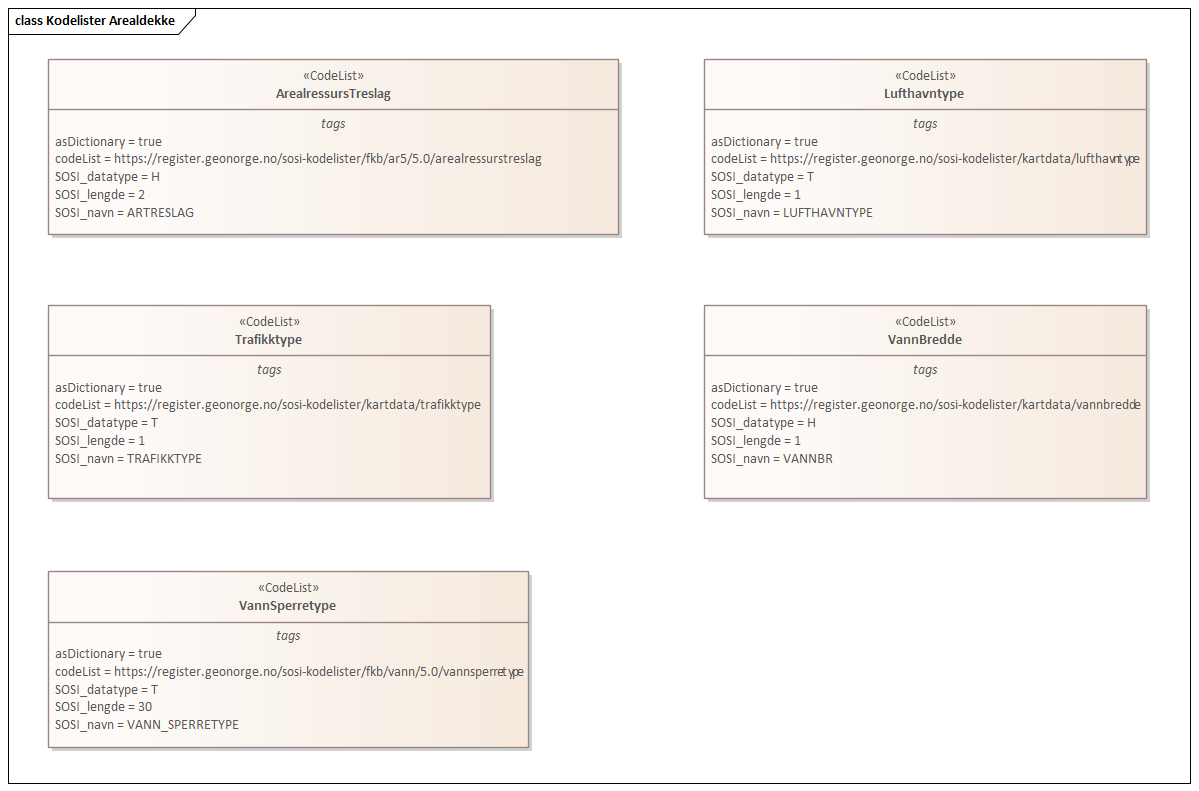 class Kodelister Arealdekke
«CodeList»
ArealressursTreslag
tags
asDictionary = true
codeList = https://register.geonorge.no/sosi-kodelister/fkb/ar5/5.0/arealressurstreslag
SOSI_datatype = H
SOSI_lengde = 2
SOSI_navn = ARTRESLAG
«CodeList»
Lufthavntype
tags
asDictionary = true
codeList = https://register.geonorge.no/sosi-kodelister/kartdata/lufthavntype
SOSI_datatype = T
SOSI_lengde = 1
SOSI_navn = LUFTHAVNTYPE
«CodeList»
Trafikktype
tags
asDictionary = true
codeList = https://register.geonorge.no/sosi-kodelister/kartdata/trafikktype
SOSI_datatype = T
SOSI_lengde = 1
SOSI_navn = TRAFIKKTYPE
«CodeList»
VannBredde
tags
asDictionary = true
codeList = https://register.geonorge.no/sosi-kodelister/kartdata/vannbredde
SOSI_datatype = H
SOSI_lengde = 1
SOSI_navn = VANNBR
«CodeList»
VannSperretype
tags
asDictionary = true
codeList = https://register.geonorge.no/sosi-kodelister/fkb/vann/5.0/vannsperretype
SOSI_datatype = T
SOSI_lengde = 30
SOSI_navn = VANN_SPERRETYPE